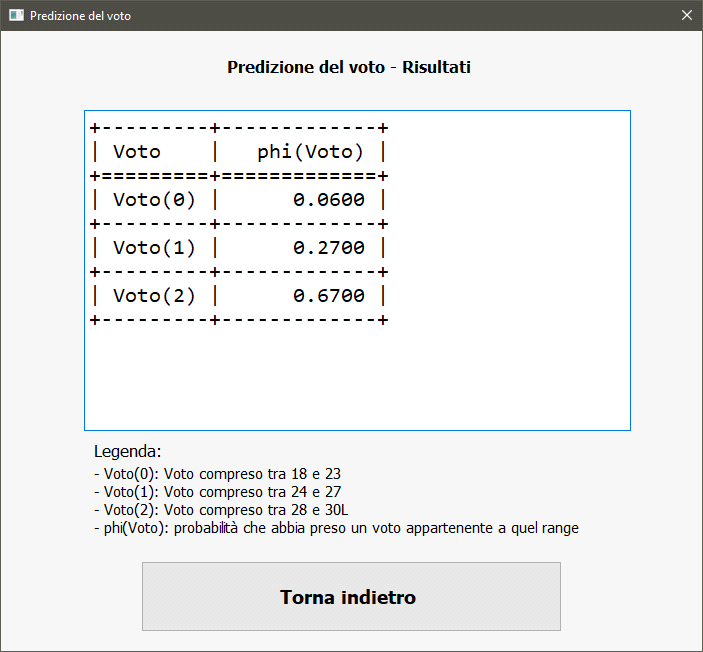 Predizione del voto
Predizione del voto - Risultati
+---------+-------------+
| Voto    |   phi(Voto) |
+=========+=============+
| Voto(0) |      0.0600 |
+---------+-------------+
| Voto(1) |      0.2700 |
+---------+-------------+
| Voto(2) |      0.6700 |
+---------+-------------+
Legenda:
- Voto(0): Voto compreso tra 18 e 23
- Voto(1): Voto compreso tra 24 e 27
- Voto(2): Voto compreso tra 28 e 30L
- phi(Voto): probabilità che abbia preso un voto appartenente a quel range
Torna indietro